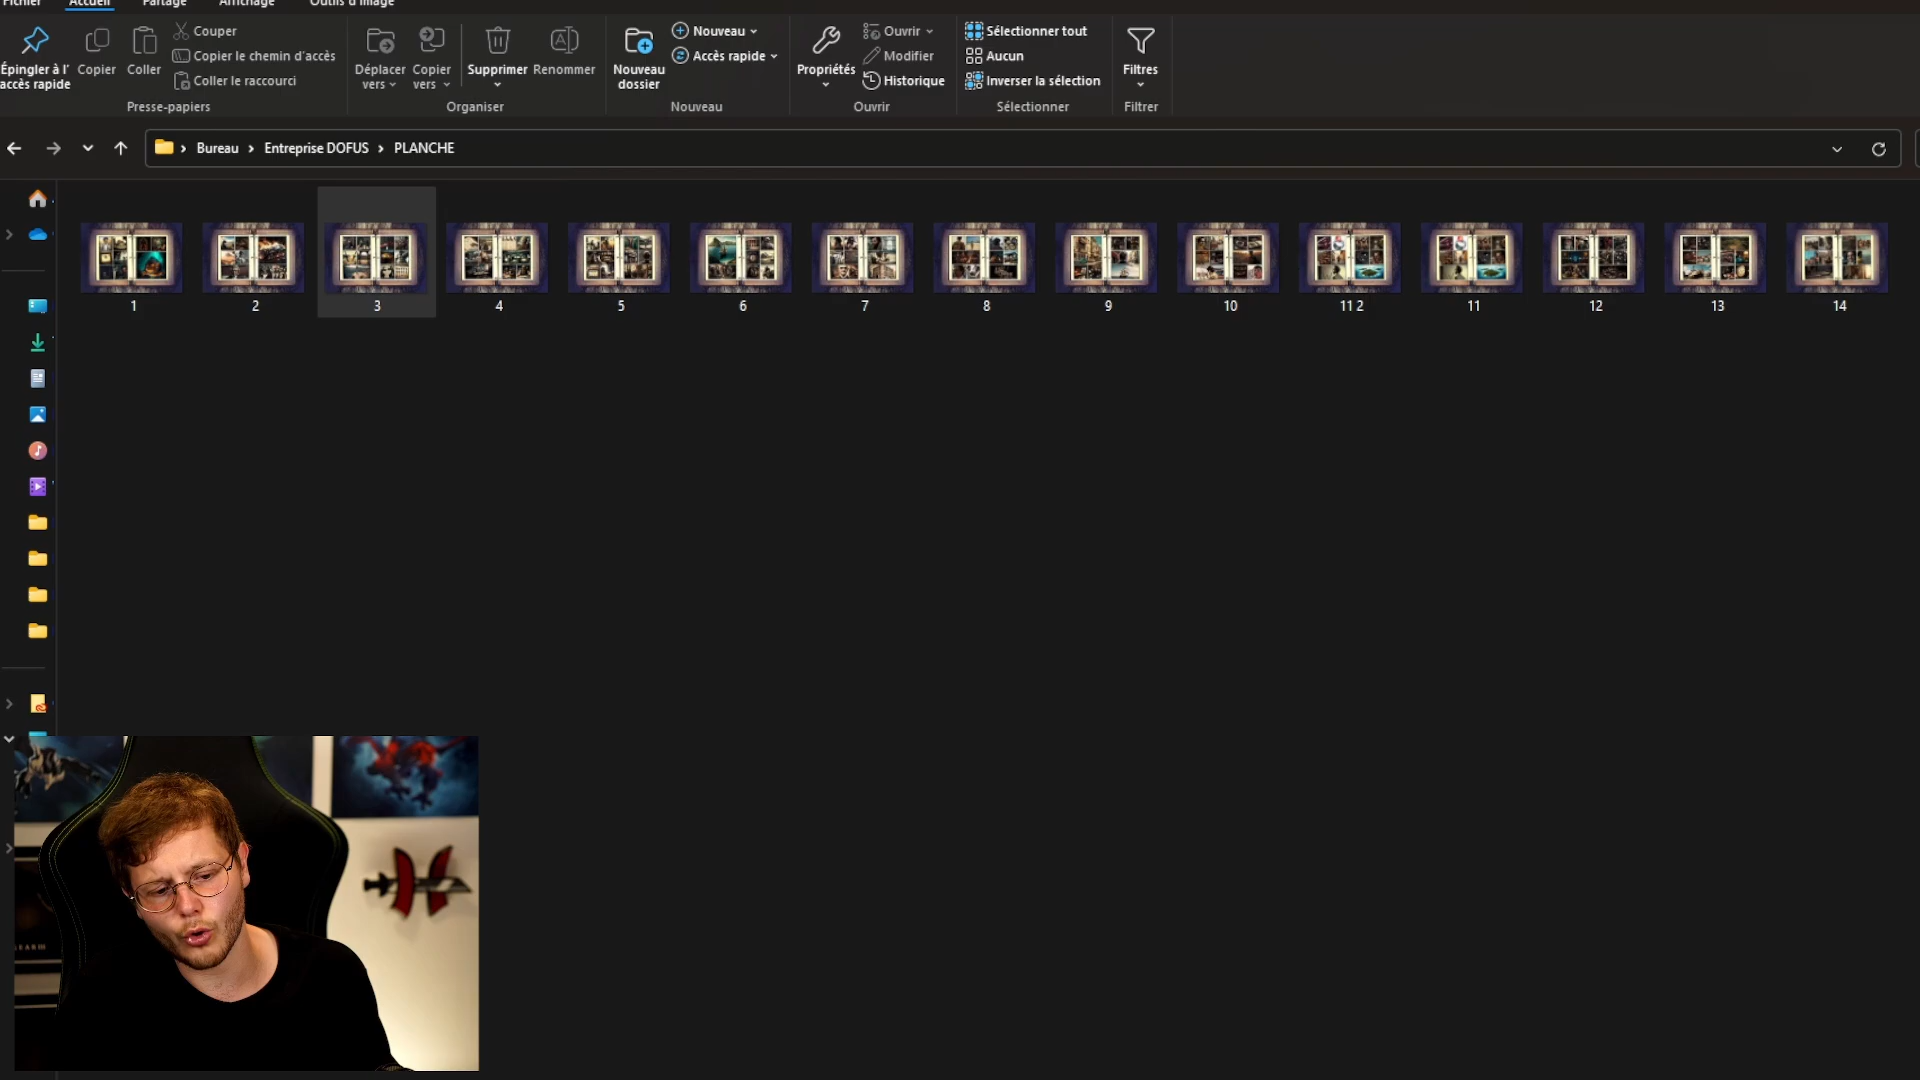 Fichier Accueil Partage Affichage Outils d'image
Épingler à l'
accès rapide
Copier
Coller
Couper
Copier le chemin d'accès
Coller le raccourci
Presse-papiers
Déplacer
vers
Copier
vers
Supprimer
Renommer
Organiser
Nouveau
dossier
Nouveau
Accès rapide
Nouveau
Propriétés
Ouvrir
Modifier
Historique
Ouvrir
Sélectionner tout
Aucun
Inverser la sélection
Sélectionner
Filtres
Filtrer
Bureau › Entreprise DOFUS › PLANCHE
1 2 3 4 5 6 7 8 9 10 11 2 11 12 13 14